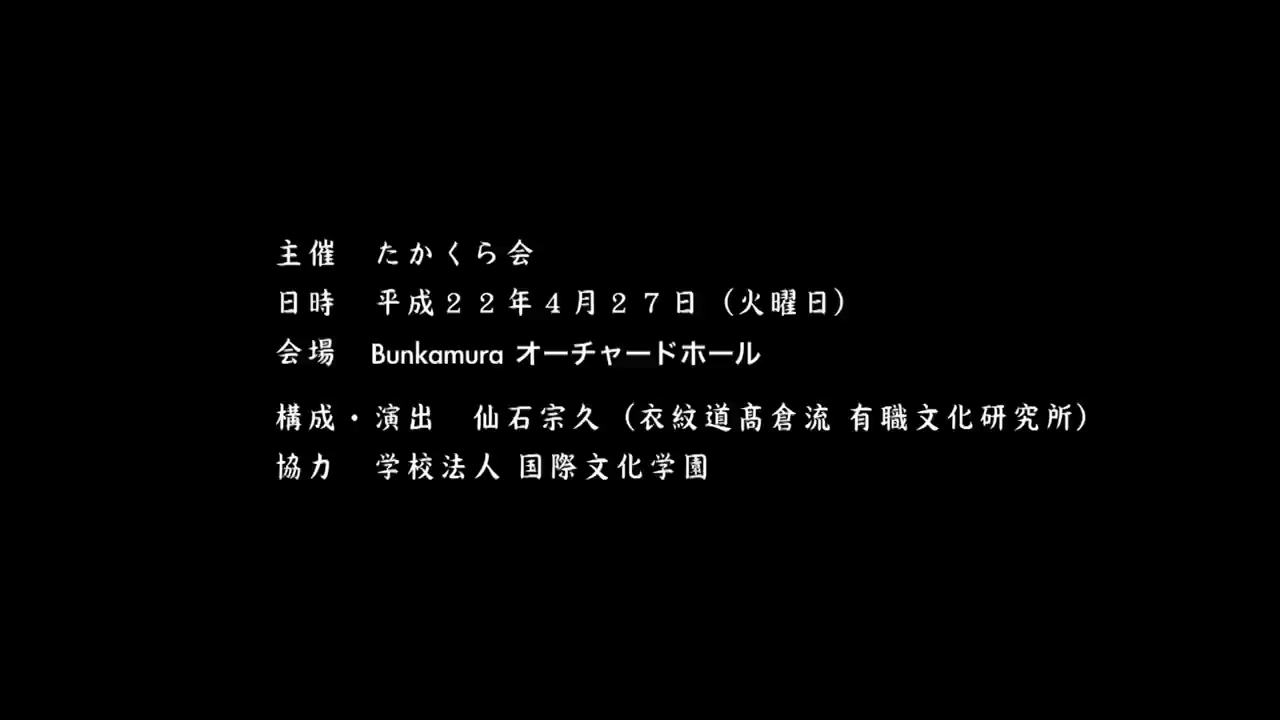 主催　たかくら会
日時　平成２２年４月２７日（火曜日）
会場　Bunkamura オーチャードホール
構成・演出　仙石宗久（衣紋道髙倉流 有職文化研究所）
協力　学校法人 国際文化学園